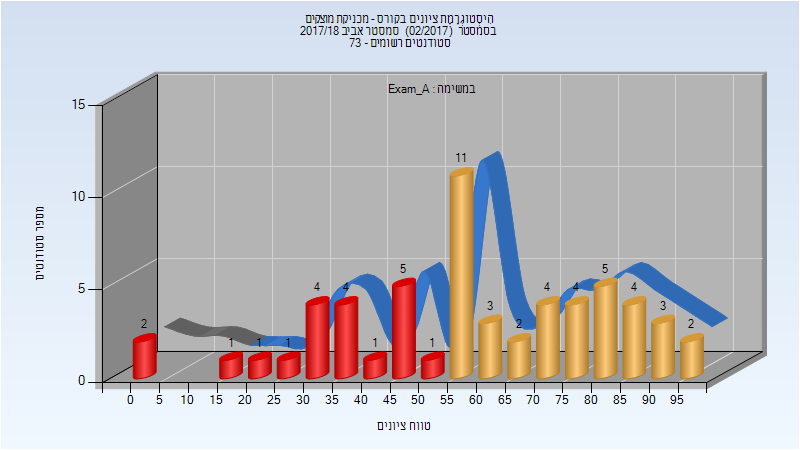 היסטוגרמת ציונים בקורס - מכניקת מוצקים
בסמסטר (02/2017) סמסטר אביב 2017/18
סטודנטים רשומים - 73
במשימה : Exam_A
15
10
5
0
מספר סטודנטים
2 1 1 1 4 4 1 5 1 11 3 2 4 4 5 4 3 2
0 5 10 15 20 25 30 35 40 45 50 55 60 65 70 75 80 85 90 95
טווח ציונים